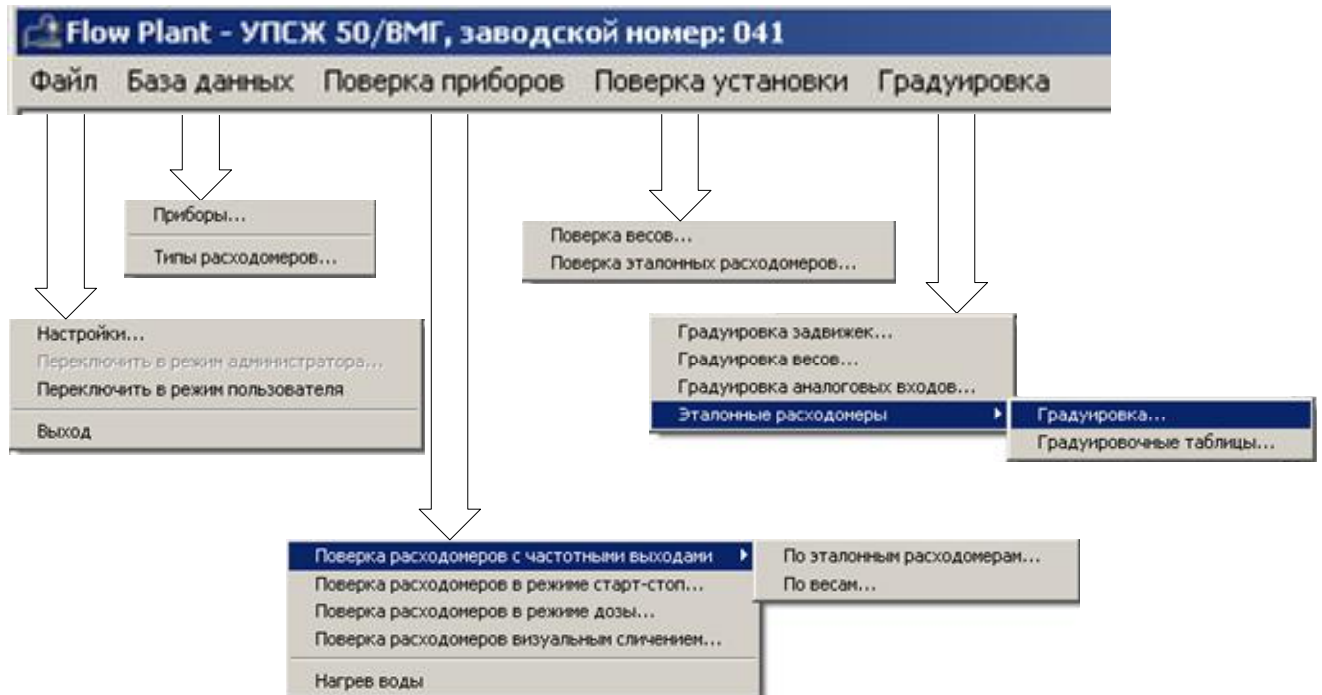 Flow Plant - УПСЖ 50/ВМГ, заводской номер: 041
Файл База данных Поверка приборов Поверка установки Градуировка
Приборы...
Типы расходомеров...
Поверка весов...
Поверка эталонных расходомеров...
Настройки...
Переключить в режим администратора...
Переключить в режим пользователя
Выход
Градуировка задвижек...
Градуировка весов...
Градуировка аналоговых входов...
Эталонные расходомеры
Градуировка...
Градуировочные таблицы...
Поверка расходомеров с частотными выходами
Поверка расходомеров в режиме старт-стоп...
Поверка расходомеров в режиме дозы...
Поверка расходомеров визуальным сличением...
Нагрев воды
По эталонным расходомерам...
По весам...